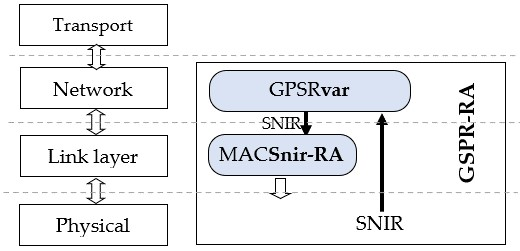 Transport
Network
Link layer
Physical
GPSRvar
SNIR
MACSnir-RA
SNIR
GSPR-RA